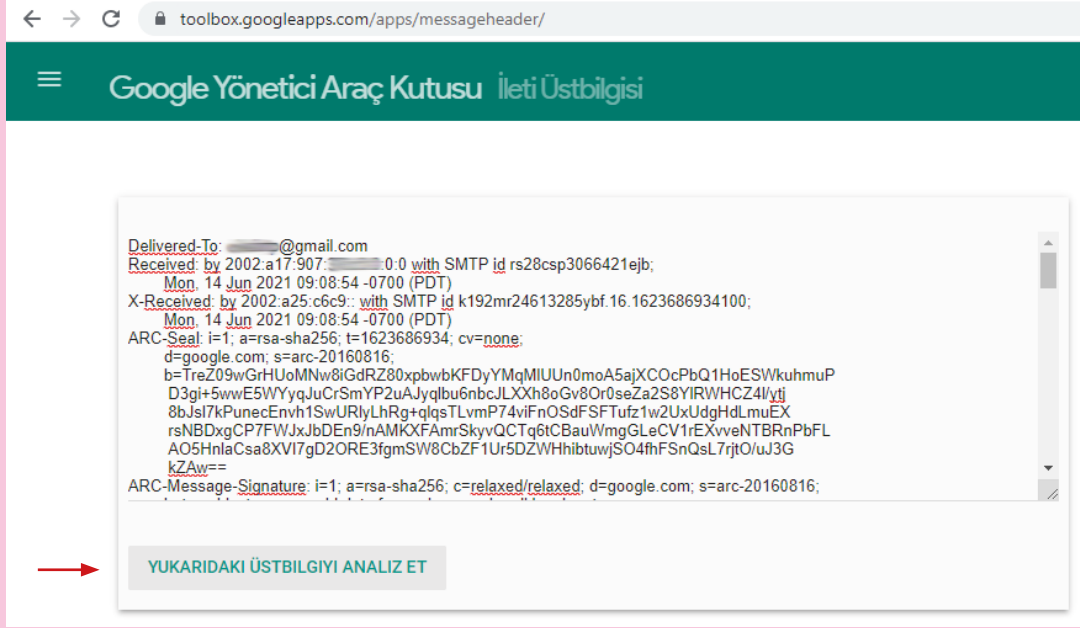 toolbox.googleapps.com/apps/messageheader/
Google Yönetici Araç Kutusu İleti Üstbilgisi
Delivered-To: @gmail.com
Received: by 2002:a17:907: :0:0 with SMTP id rs28csp3066421ejb;
Mon, 14 Jun 2021 09:08:54 -0700 (PDT)
X-Received: by 2002:a25:c6c9:: with SMTP id k192mr24613285ybf.16.1623686934100;
Mon, 14 Jun 2021 09:08:54 -0700 (PDT)
ARC-Seal: i=1; a=rsa-sha256; t=1623686934; cv=none;
d=google.com; s=arc-20160816;
b=TreZ09wGrHUoMNw8iGdRZ80xpbwbKFDyYMqMlUUn0moA5ajXCOcPbQ1HoESWkuhmuP
D3gi+5wwE5WYyqJuCrSmYP2uAJyqlbu6nbcJLXXh8oGv8Or0seZa2S8YlRWHCZ4l/ytj
8bJsl7kPunecEnvh1SwURlyLhRg+qlqsTLvmP74viFnOSdFSFTufz1w2UxUdgHdLmuEX
rsNBDxgCP7FWJxJbDEn9/nAMKXFAmrSkyvQCTq6tCBauWmgGLeCV1rEXvveNTBRnPbFL
AO5HnlaCsa8XVI7gD2ORE3fgmSW8CbZF1Ur5DZWHhibtuwjSO4fhFSnQsL7rjtO/uJ3G
kZAw==
ARC-Message-Signature: i=1; a=rsa-sha256; c=relaxed/relaxed; d=google.com; s=arc-20160816;
YUKARIDAKI ÜSTBILGIYI ANALIZ ET